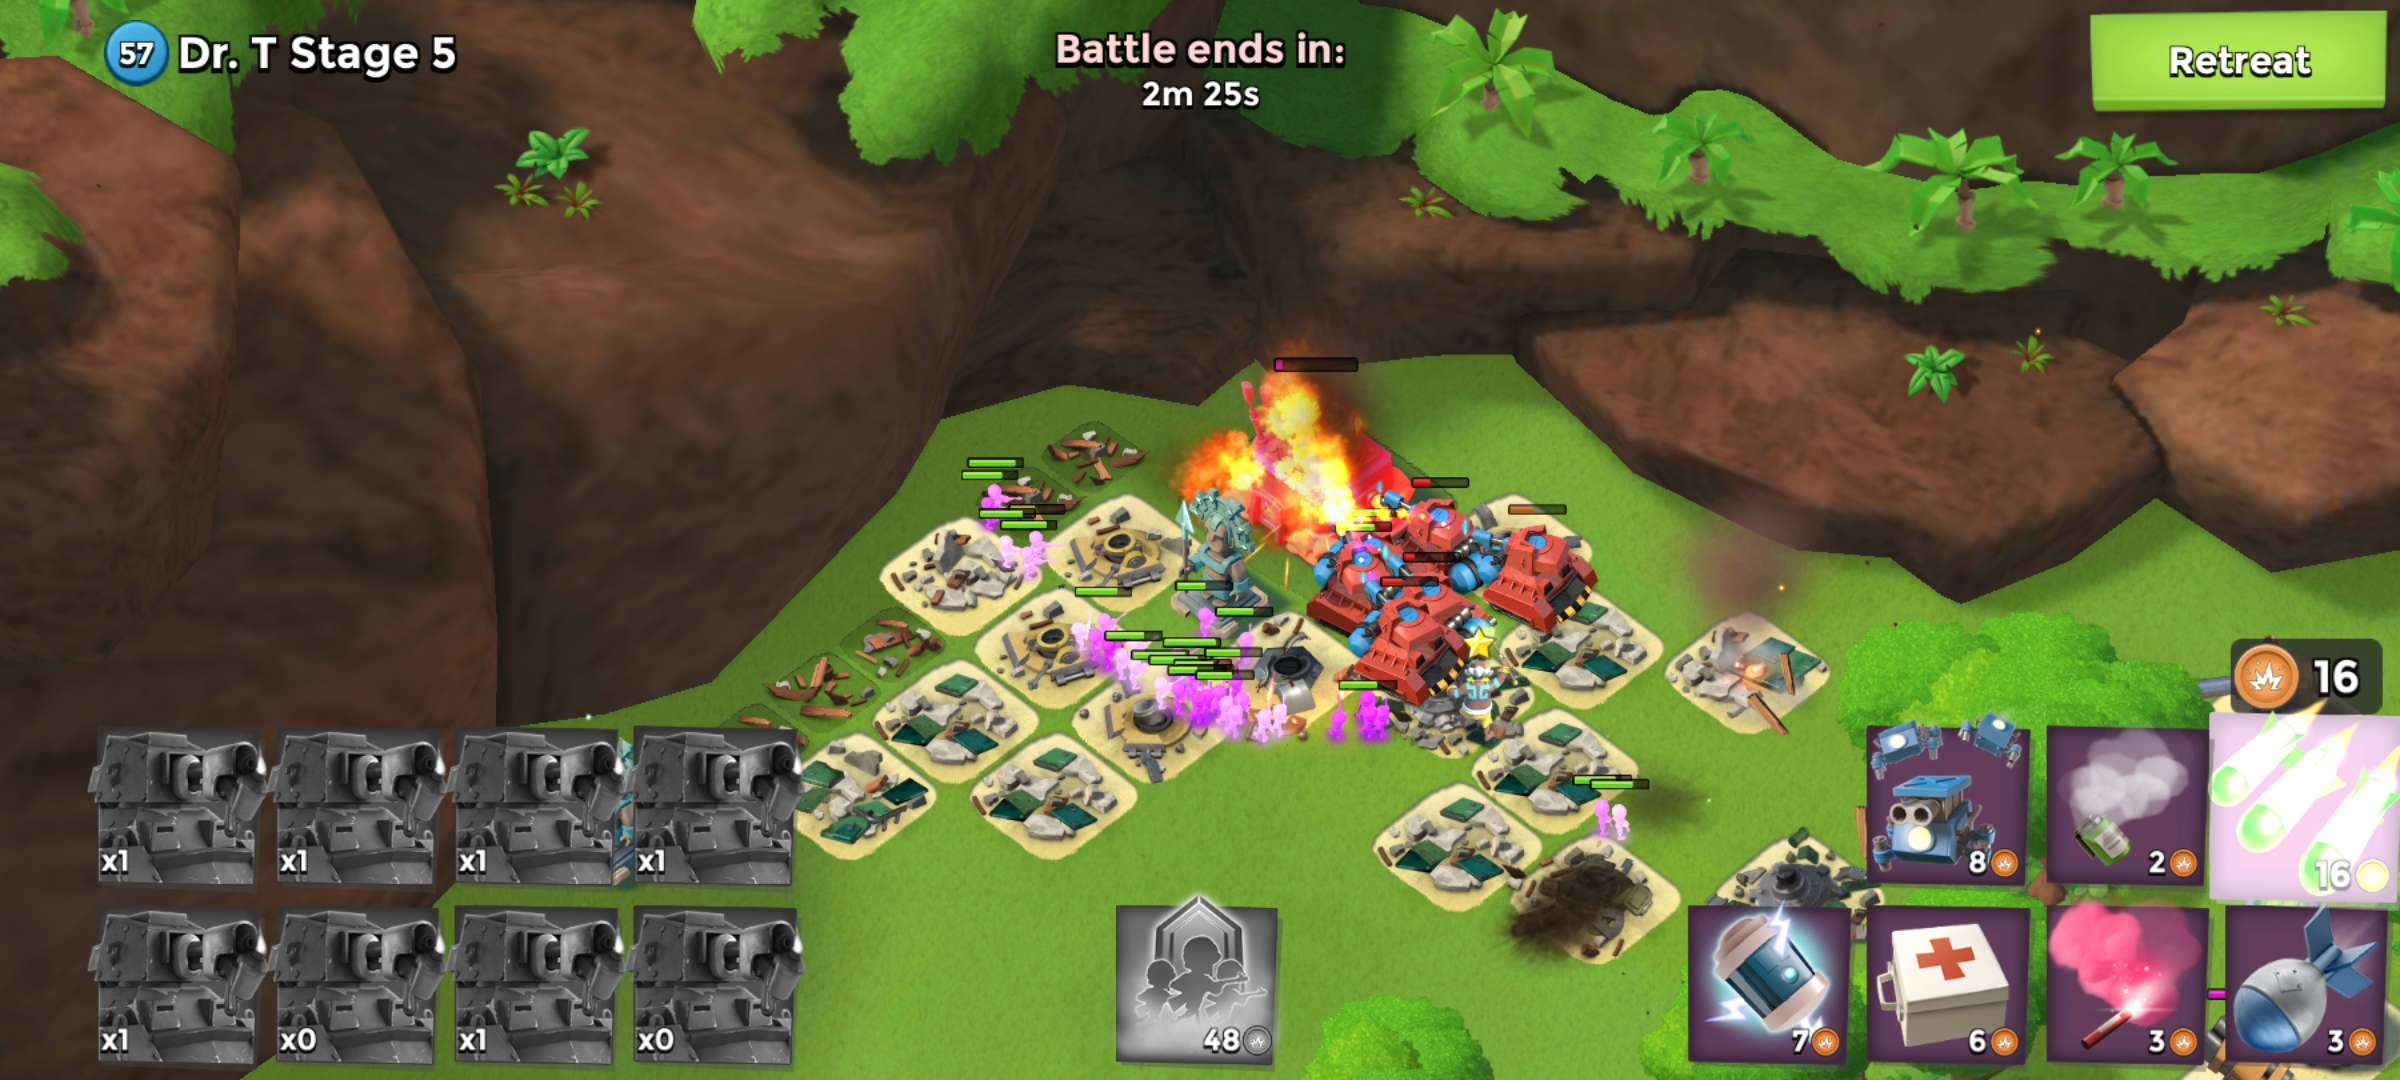 57 Dr. T Stage 5
Battle ends in:
2m 25s
Retreat
16
x1 x1 x1 x1
8 2 16
x1 x0 x1 x0
48
7 6 3 3